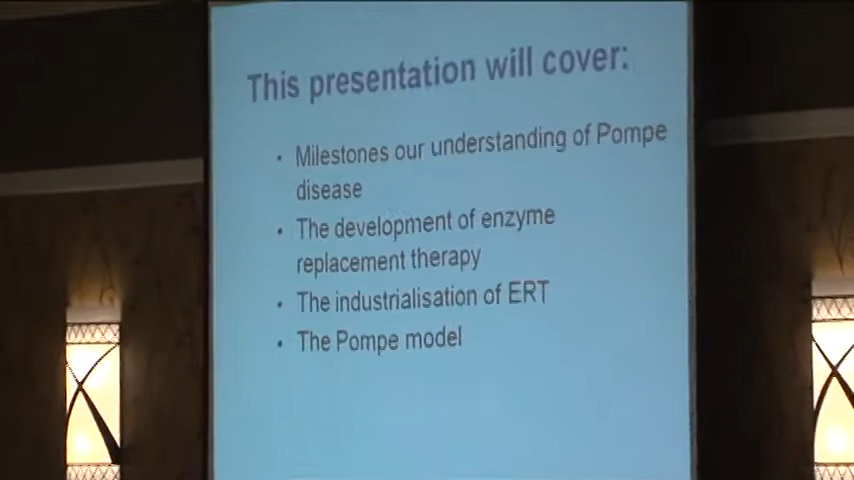 This presentation will cover:
• Milestones our understanding of Pompe
disease
• The development of enzyme
replacement therapy
• The industrialisation of ERT
• The Pompe model